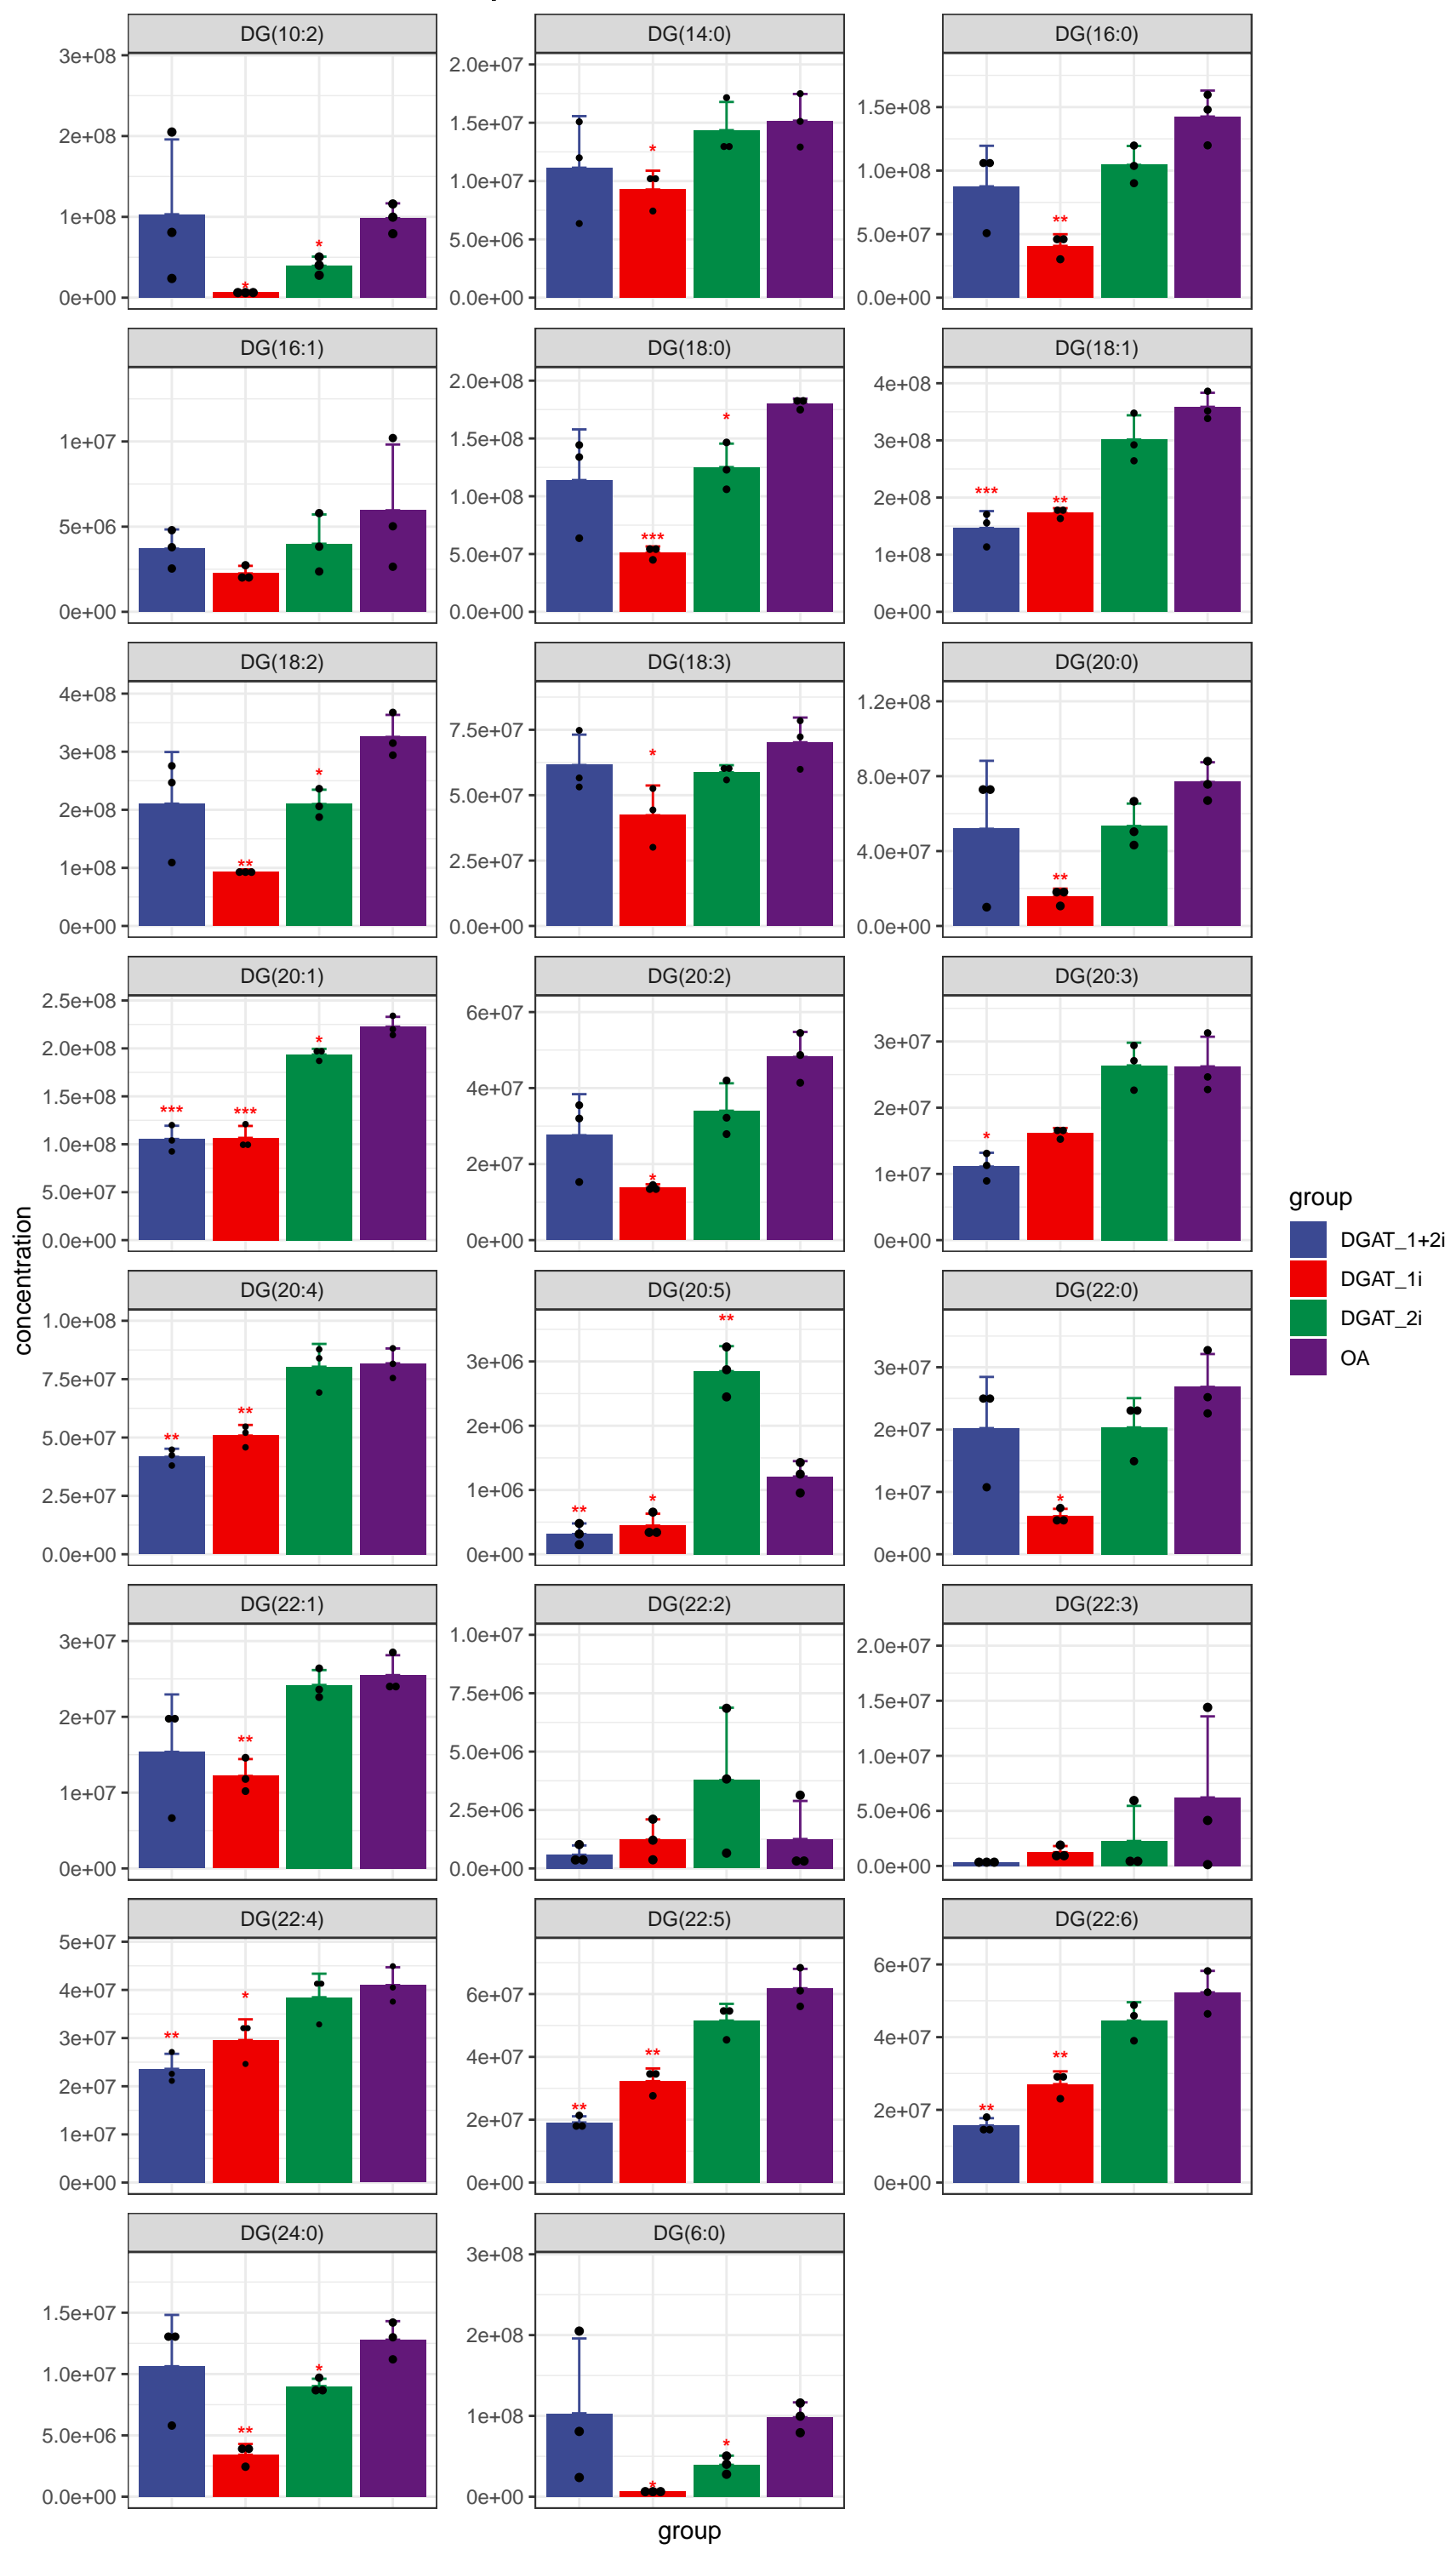 DG(10:2)
DG(14:0)
DG(16:0)
3e+08
2e+08
1e+08
0e+00
*
*
2.0e+07
1.5e+07
1.0e+07
5.0e+06
0.0e+00
*
1.5e+08
1.0e+08
5.0e+07
0.0e+00
**
DG(16:1)
DG(18:0)
DG(18:1)
1e+07
5e+06
0e+00
2.0e+08
1.5e+08
1.0e+08
5.0e+07
0.0e+00
***
*
4e+08
3e+08
2e+08
1e+08
0e+00
***
**
DG(18:2)
DG(18:3)
DG(20:0)
4e+08
3e+08
2e+08
1e+08
0e+00
**
*
7.5e+07
5.0e+07
2.5e+07
0.0e+00
*
1.2e+08
8.0e+07
4.0e+07
0.0e+00
**
DG(20:1)
DG(20:2)
DG(20:3)
2.5e+08
2.0e+08
1.5e+08
1.0e+08
5.0e+07
0.0e+00
***
***
*
6e+07
4e+07
2e+07
0e+00
*
3e+07
2e+07
1e+07
0e+00
*
concentration
DG(20:4)
DG(20:5)
DG(22:0)
1.0e+08
7.5e+07
5.0e+07
2.5e+07
0.0e+00
**
**
3e+06
2e+06
1e+06
0e+00
**
*
**
3e+07
2e+07
1e+07
0e+00
*
group
DGAT_1+2i
DGAT_1i
DGAT_2i
OA
DG(22:1)
DG(22:2)
DG(22:3)
3e+07
2e+07
1e+07
0e+00
**
1.0e+07
7.5e+06
5.0e+06
2.5e+06
0.0e+00
2.0e+07
1.5e+07
1.0e+07
5.0e+06
0.0e+00
DG(22:4)
DG(22:5)
DG(22:6)
5e+07
4e+07
3e+07
2e+07
1e+07
0e+00
**
*
6e+07
4e+07
2e+07
0e+00
**
**
6e+07
4e+07
2e+07
0e+00
**
**
DG(24:0)
DG(6:0)
1.5e+07
1.0e+07
5.0e+06
0.0e+00
**
*
3e+08
2e+08
1e+08
0e+00
*
*
group